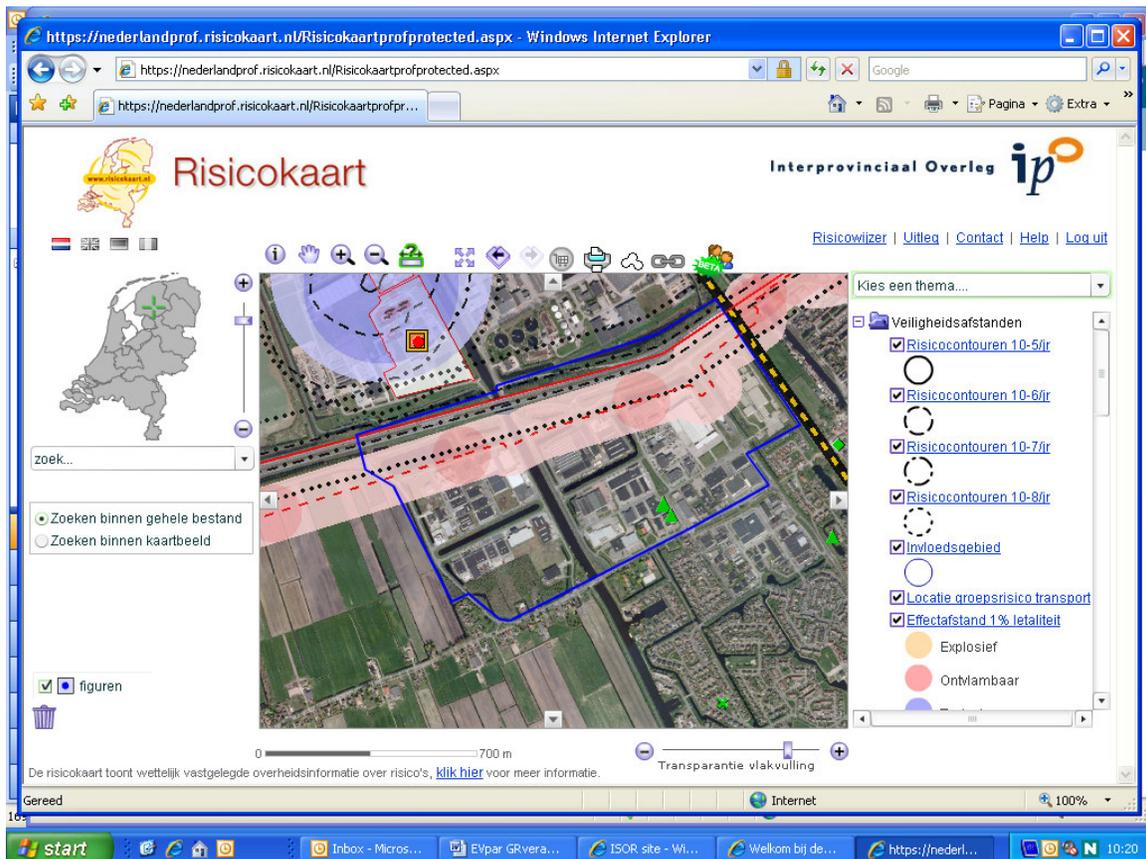 https://nederlandprof.risicokaart.nl/Risicokaartprofprotected.aspx - Windows Internet Explorer
https://nederlandprof.risicokaart.nl/Risicokaartprofprotected.aspx
Google
https://nederlandprof.risicokaart.nl/Risicokaartprofpr...
Pagina
Extra
www.risicokaart.nl
Risicokaart
Interprovinciaal Overleg
ipo
Risicowijzer | Uitleg | Contact | Help | Log uit
BETA
Kies een thema....
Veiligheidsafstanden
Risicocontouren 10-5/jr
Risicocontouren 10-6/jr
Risicocontouren 10-7/jr
Risicocontouren 10-8/jr
Invloedsgebied
Locatie groepsrisico transport
Effectafstand 1% letaliteit
Explosief
Ontvlambaar
zoek...
Zoeken binnen gehele bestand
Zoeken binnen kaartbeeld
figuren
0 700 m
Transparantie vlakvulling
De risicokaart toont wettelijk vastgelegde overheidsinformatie over risico's, klik hier voor meer informatie.
Gereed
Internet
100%
start
Inbox - Micros...
EVpar GRvera...
ISOR site - Wi...
Welkom bij de...
https://nederl...
N
10:20